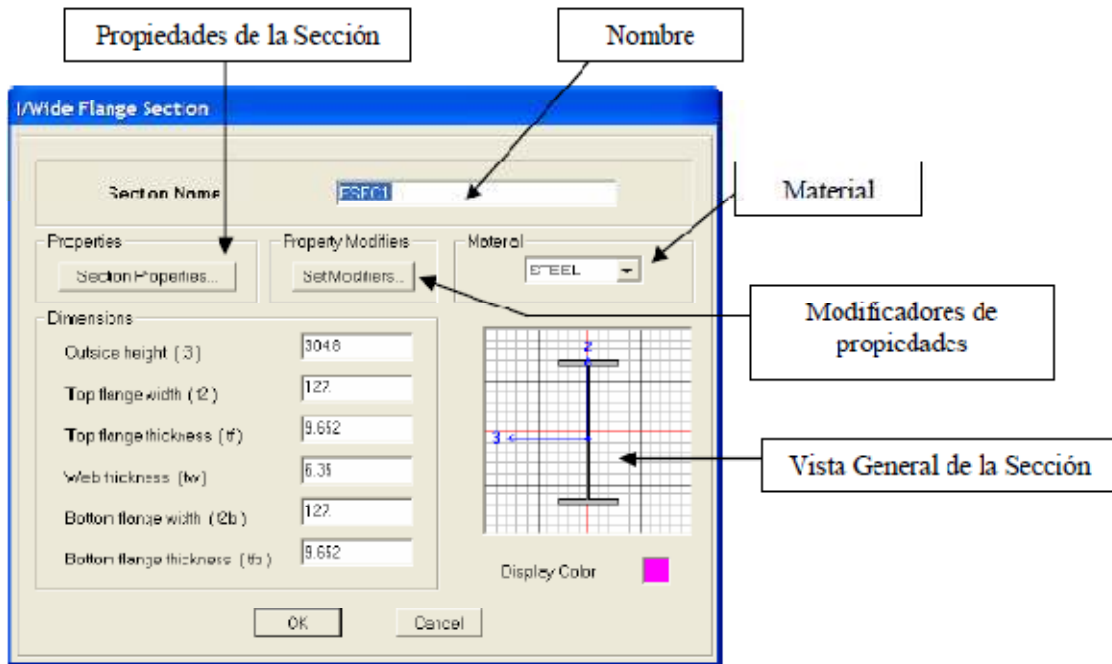 Propiedades de la Sección
Nombre
I/Wide Flange Section
Section Name
FSEC1
Material
Properties
Property Modifiers
Material
Section Properties...
Set Modifiers...
STEEL
Modificadores de
propiedades
Dimensions
Outside height ( t3 )
304.8
2
Top flange width ( t2 )
127.
Top flange thickness ( tf )
9.652
3
Web thickness ( tw )
6.35
Vista General de la Sección
Bottom flange width ( t2b )
127.
Bottom flange thickness ( tfb )
9.652
Display Color
OK
Cancel